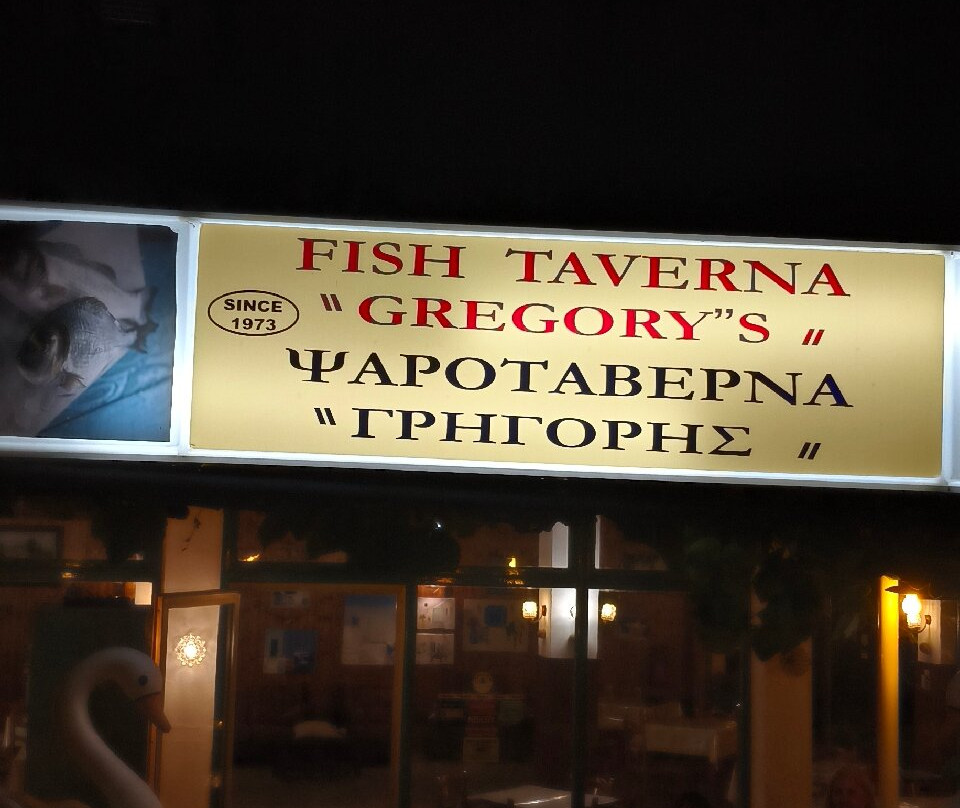 FISH TAVERNA
SINCE
1973
"GREGORY"S "
ΨΑΡΟΤΑΒΕΡΝΑ
"ΓΡΗΓΟΡΗΣ "